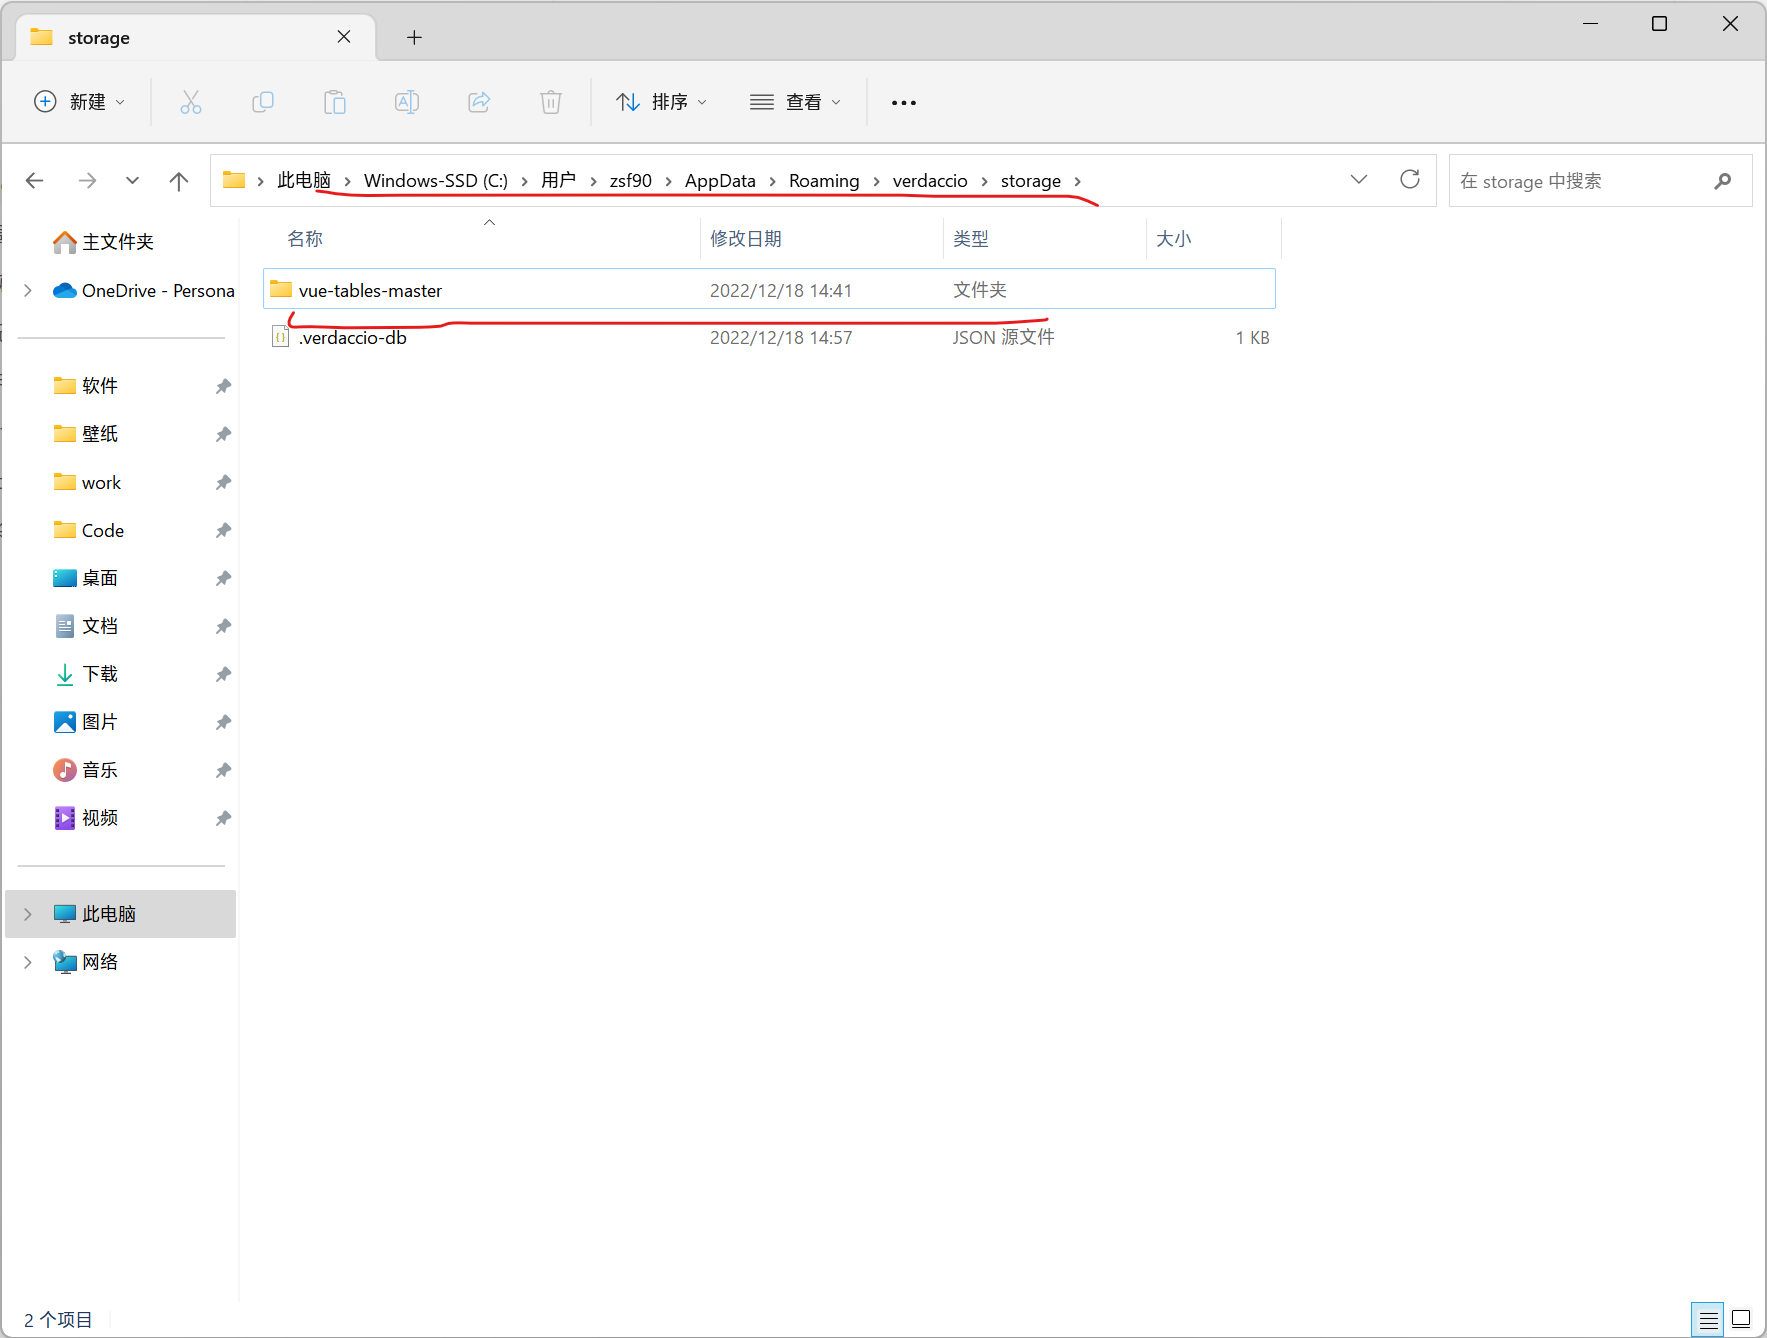 storage
新建
排序
查看
此电脑 › Windows-SSD (C:) › 用户 › zsf90 › AppData › Roaming › verdaccio › storage ›
在 storage 中搜索
名称 修改日期 类型 大小
vue-tables-master 2022/12/18 14:41 文件夹
.verdaccio-db 2022/12/18 14:57 JSON 源文件 1 KB
主文件夹
OneDrive - Persona
软件
壁纸
work
Code
桌面
文档
下载
图片
音乐
视频
此电脑
网络
2 个项目